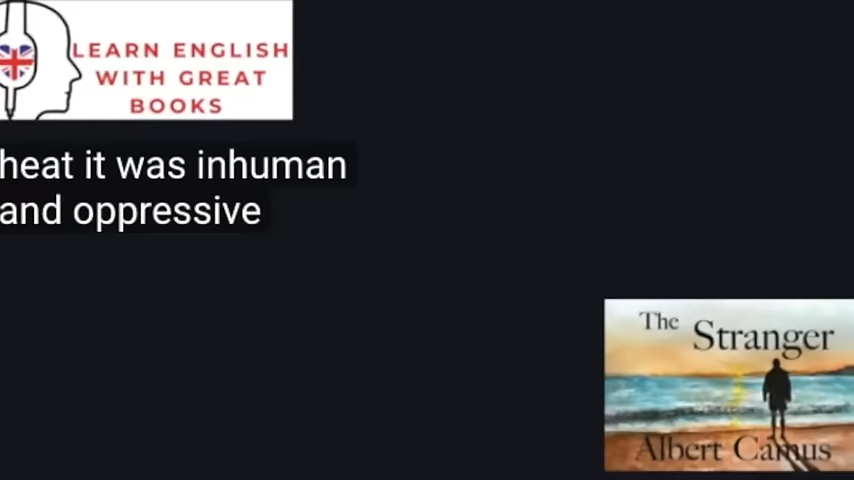 LEARN ENGLISH
WITH GREAT
BOOKS
heat it was inhuman
and oppressive
The Stranger
Albert Camus